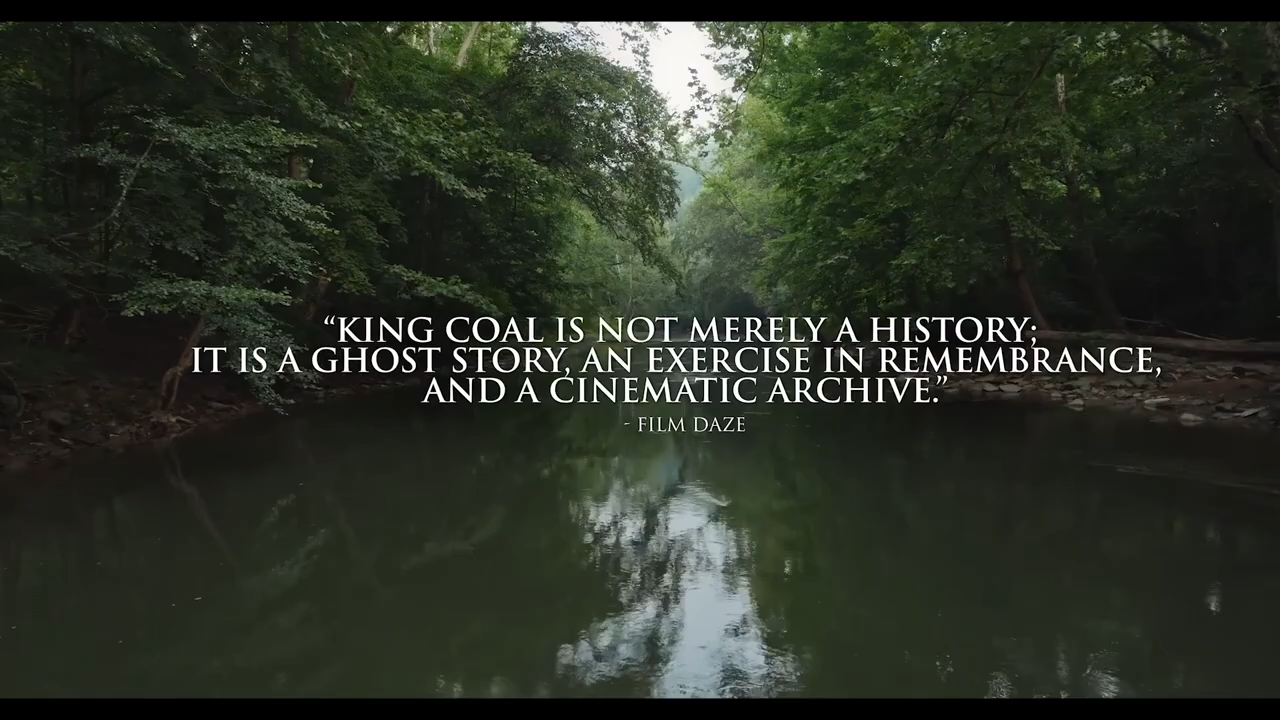 “KING COAL IS NOT MERELY A HISTORY;
IT IS A GHOST STORY, AN EXERCISE IN REMEMBRANCE,
AND A CINEMATIC ARCHIVE.”
- FILM DAZE